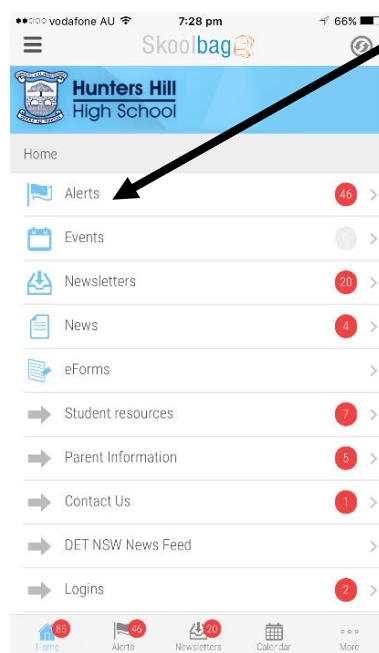 vodafone AU 7:28 pm 66%
Skoolbag
Hunters Hill
High School
Home
Alerts 46
Events
Newsletters 20
News 4
eForms
Student resources 7
Parent Information 5
Contact Us 1
DET NSW News Feed
Logins 2
85 46 20
Home Alerts Newsletters Calendar More